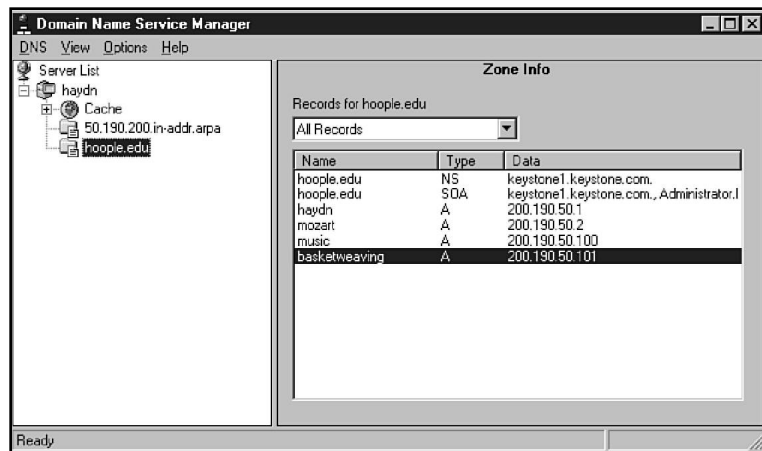 Domain Name Service Manager
DNS View Options Help
Server List
haydn
Cache
50.190.200.in-addr.arpa
hoople.edu
Zone Info
Records for hoople.edu
All Records
Name Type Data
hoople.edu NS keystone1.keystone.com.
hoople.edu SOA keystone1.keystone.com., Administrator.
haydn A 200.190.50.1
mozart A 200.190.50.2
music A 200.190.50.100
basketweaving A 200.190.50.101
Ready